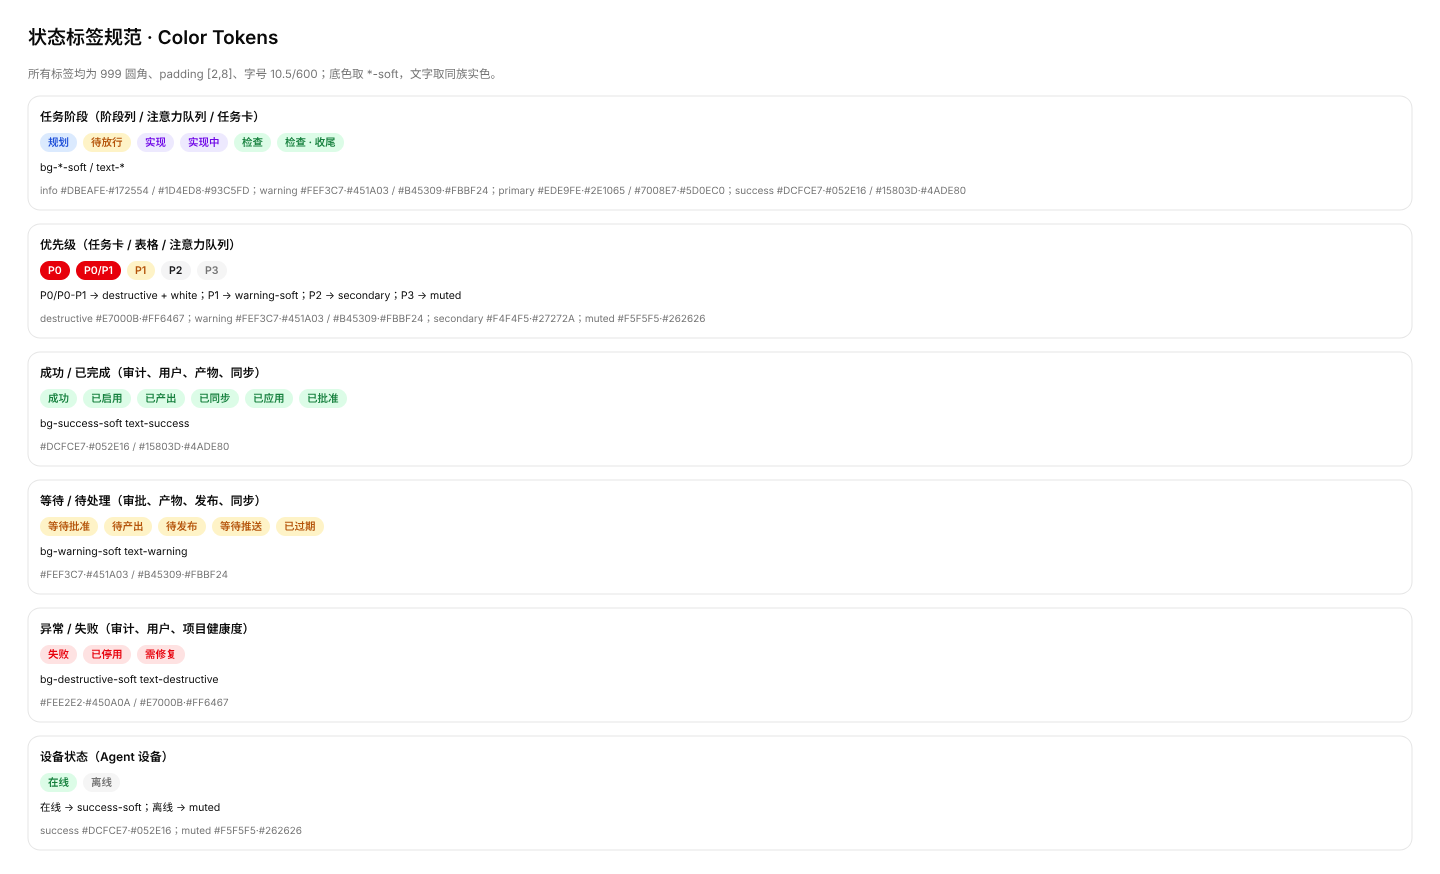 状态标签规范 · Color Tokens
所有标签均为 999 圆角、padding [2,8]、字号 10.5/600；底色取 *-soft，文字取同族实色。
任务阶段（阶段列 / 注意力队列 / 任务卡）
规划 待放行 实现 实现中 检查 检查 · 收尾
bg-*-soft / text-*
info #DBEAFE·#172554 / #1D4ED8·#93C5FD；warning #FEF3C7·#451A03 / #B45309·#FBBF24；primary #EDE9FE·#2E1065 / #7008E7·#5D0EC0；success #DCFCE7·#052E16 / #15803D·#4ADE80
优先级（任务卡 / 表格 / 注意力队列）
P0 P0/P1 P1 P2 P3
P0/P0-P1 → destructive + white；P1 → warning-soft；P2 → secondary；P3 → muted
destructive #E7000B·#FF6467；warning #FEF3C7·#451A03 / #B45309·#FBBF24；secondary #F4F4F5·#27272A；muted #F5F5F5·#262626
成功 / 已完成（审计、用户、产物、同步）
成功 已启用 已产出 已同步 已应用 已批准
bg-success-soft text-success
#DCFCE7·#052E16 / #15803D·#4ADE80
等待 / 待处理（审批、产物、发布、同步）
等待批准 待产出 待发布 等待推送 已过期
bg-warning-soft text-warning
#FEF3C7·#451A03 / #B45309·#FBBF24
异常 / 失败（审计、用户、项目健康度）
失败 已停用 需修复
bg-destructive-soft text-destructive
#FEE2E2·#450A0A / #E7000B·#FF6467
设备状态（Agent 设备）
在线 离线
在线 → success-soft；离线 → muted
success #DCFCE7·#052E16；muted #F5F5F5·#262626